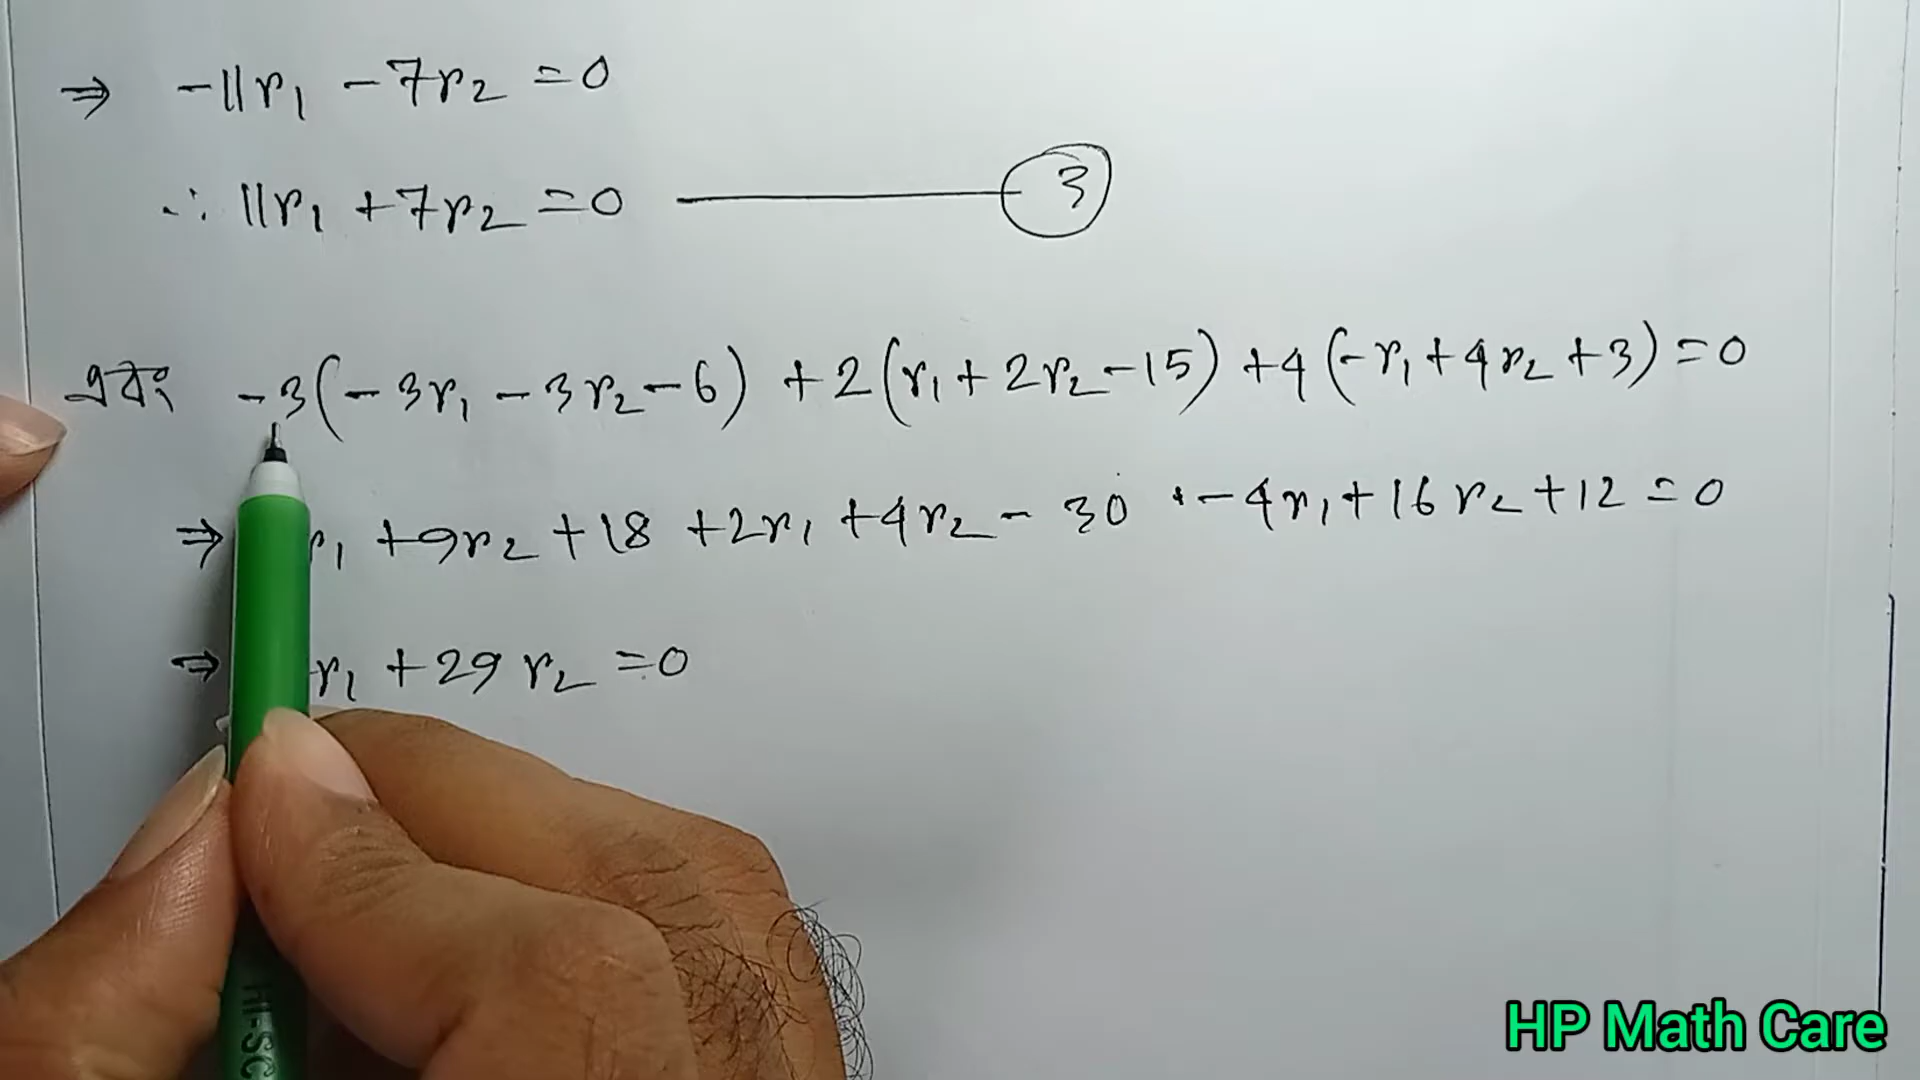 ⇒ -11r₁ - 7r₂ = 0
∴ 11r₁ + 7r₂ = 0 ——— 3
এবং -3(-3r₁ - 3r₂ - 6) + 2(r₁ + 2r₂ - 15) + 4(-r₁ + 4r₂ + 3) = 0
⇒ r₁ + 9r₂ + 18 + 2r₁ + 4r₂ - 30 - 4r₁ + 16r₂ + 12 = 0
⇒ r₁ + 29r₂ = 0
HP Math Care